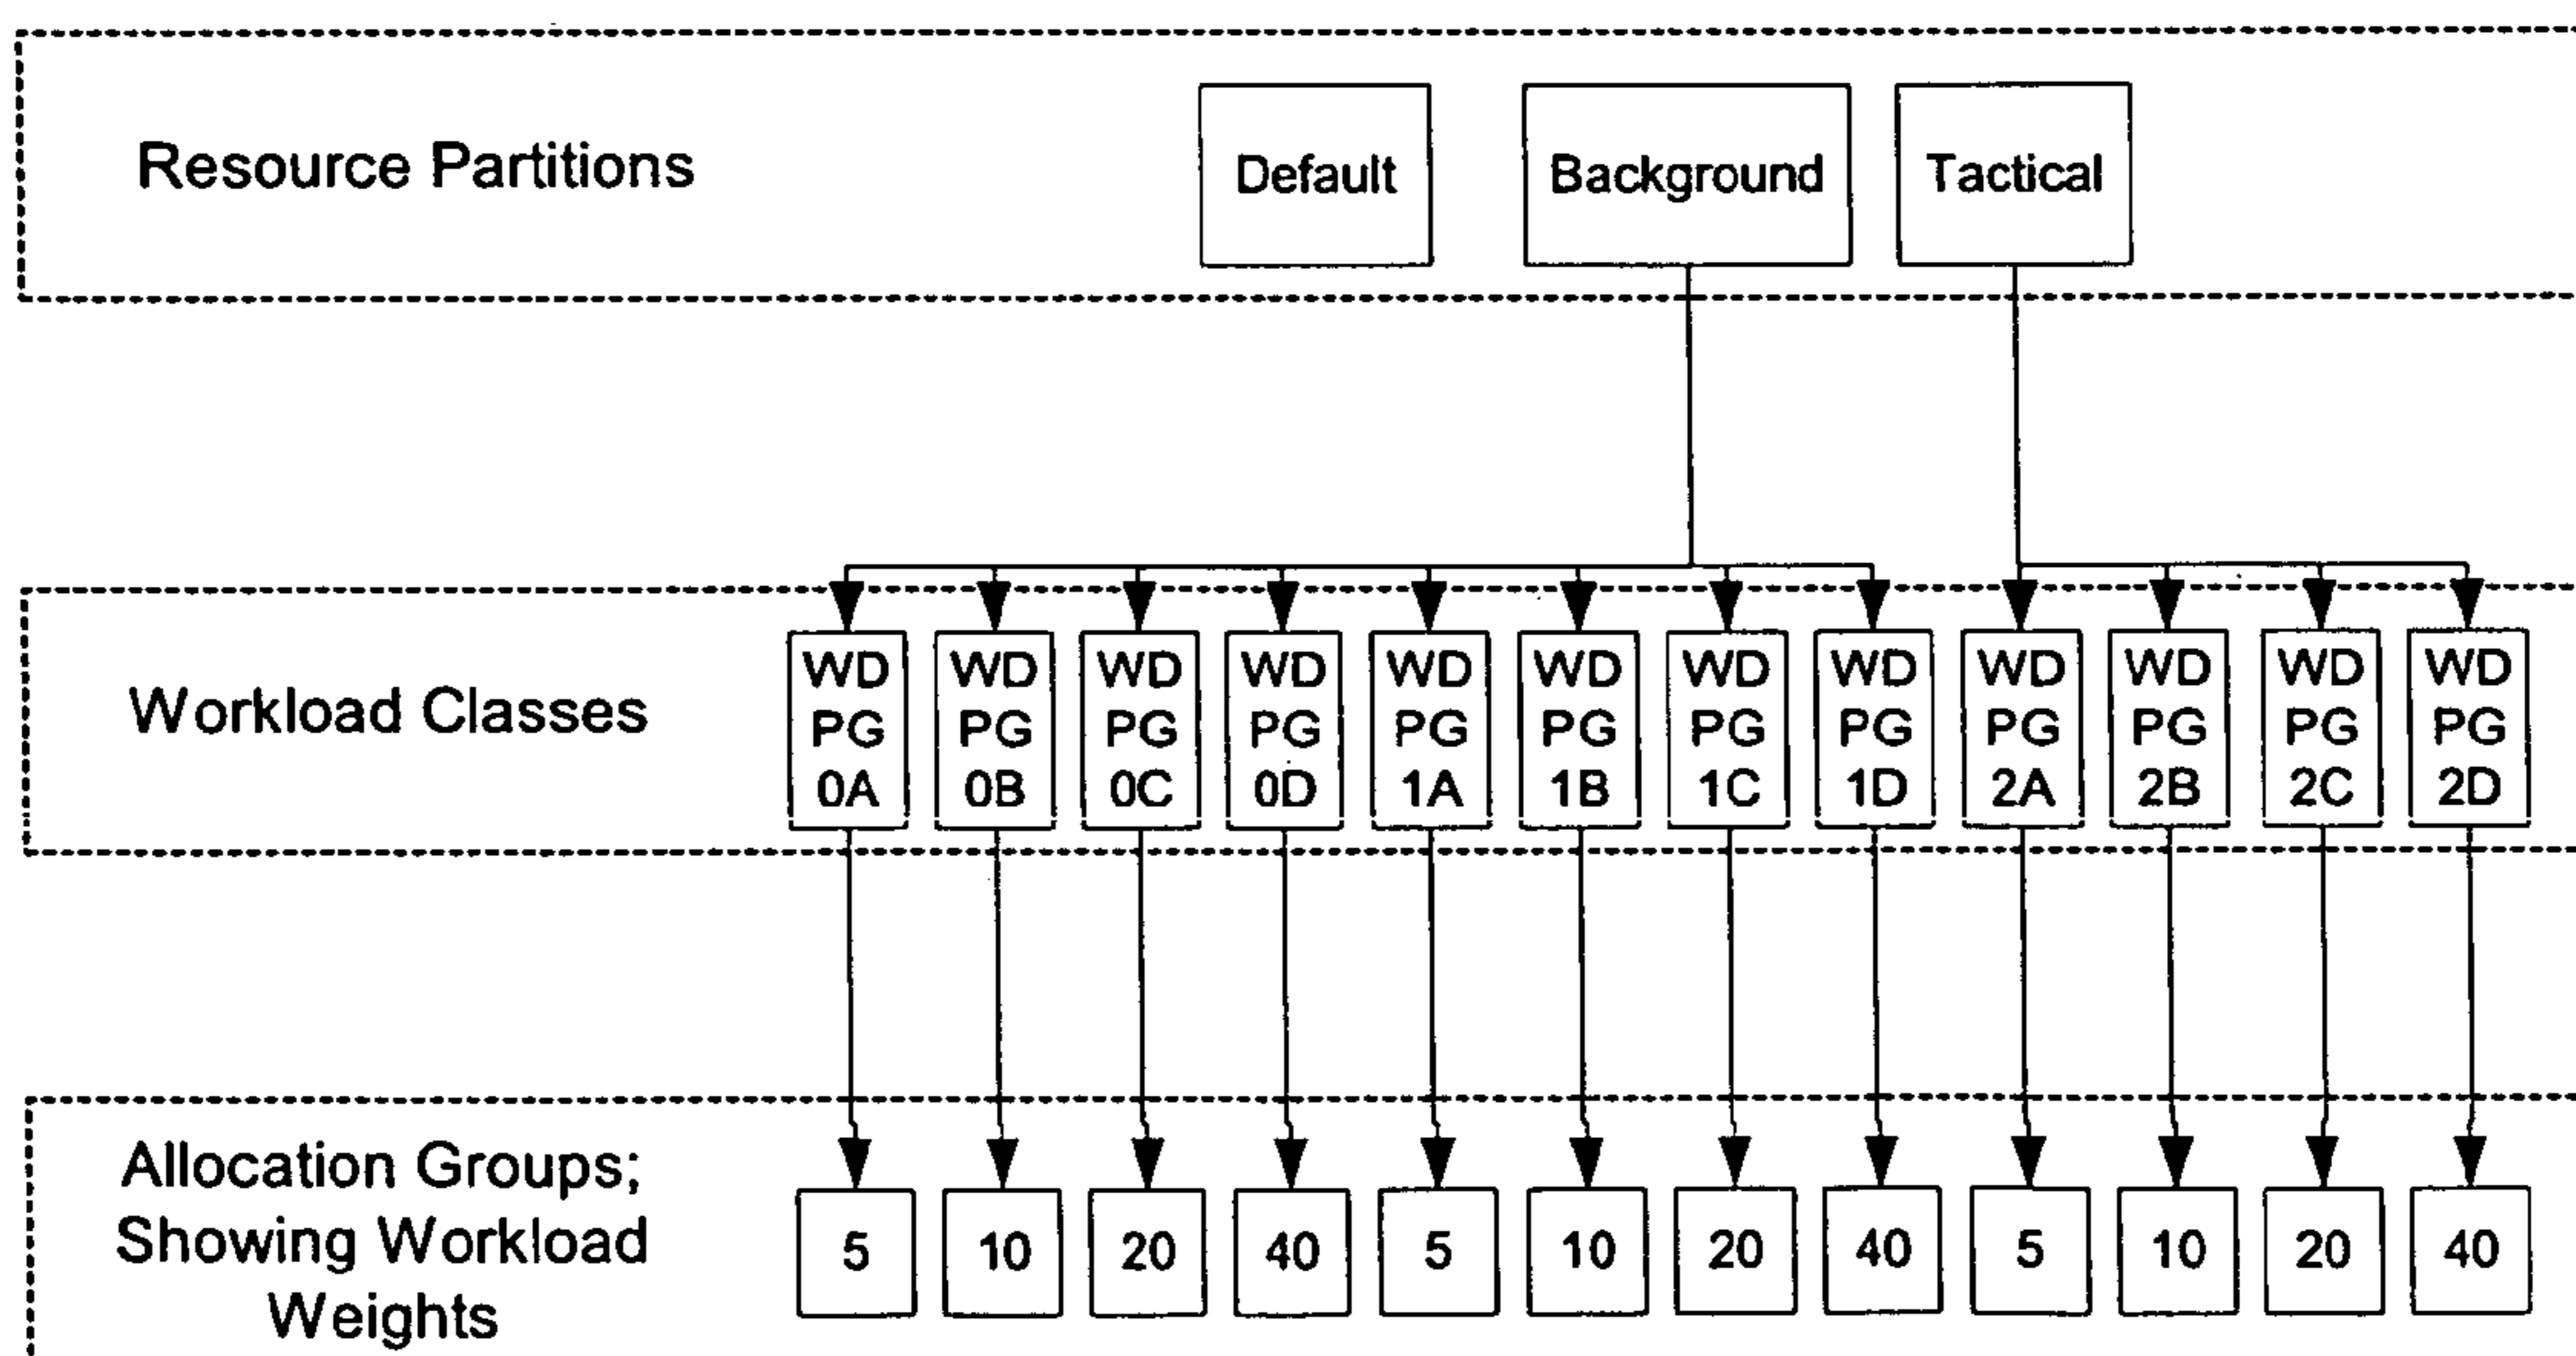 Resource Partitions
Default
Background
Tactical
Workload Classes
WD
PG
0A
WD
PG
0B
WD
PG
0C
WD
PG
0D
WD
PG
1A
WD
PG
1B
WD
PG
1C
WD
PG
1D
WD
PG
2A
WD
PG
2B
WD
PG
2C
WD
PG
2D
Allocation Groups;
Showing Workload
Weights
5
10
20
40
5
10
20
40
5
10
20
40